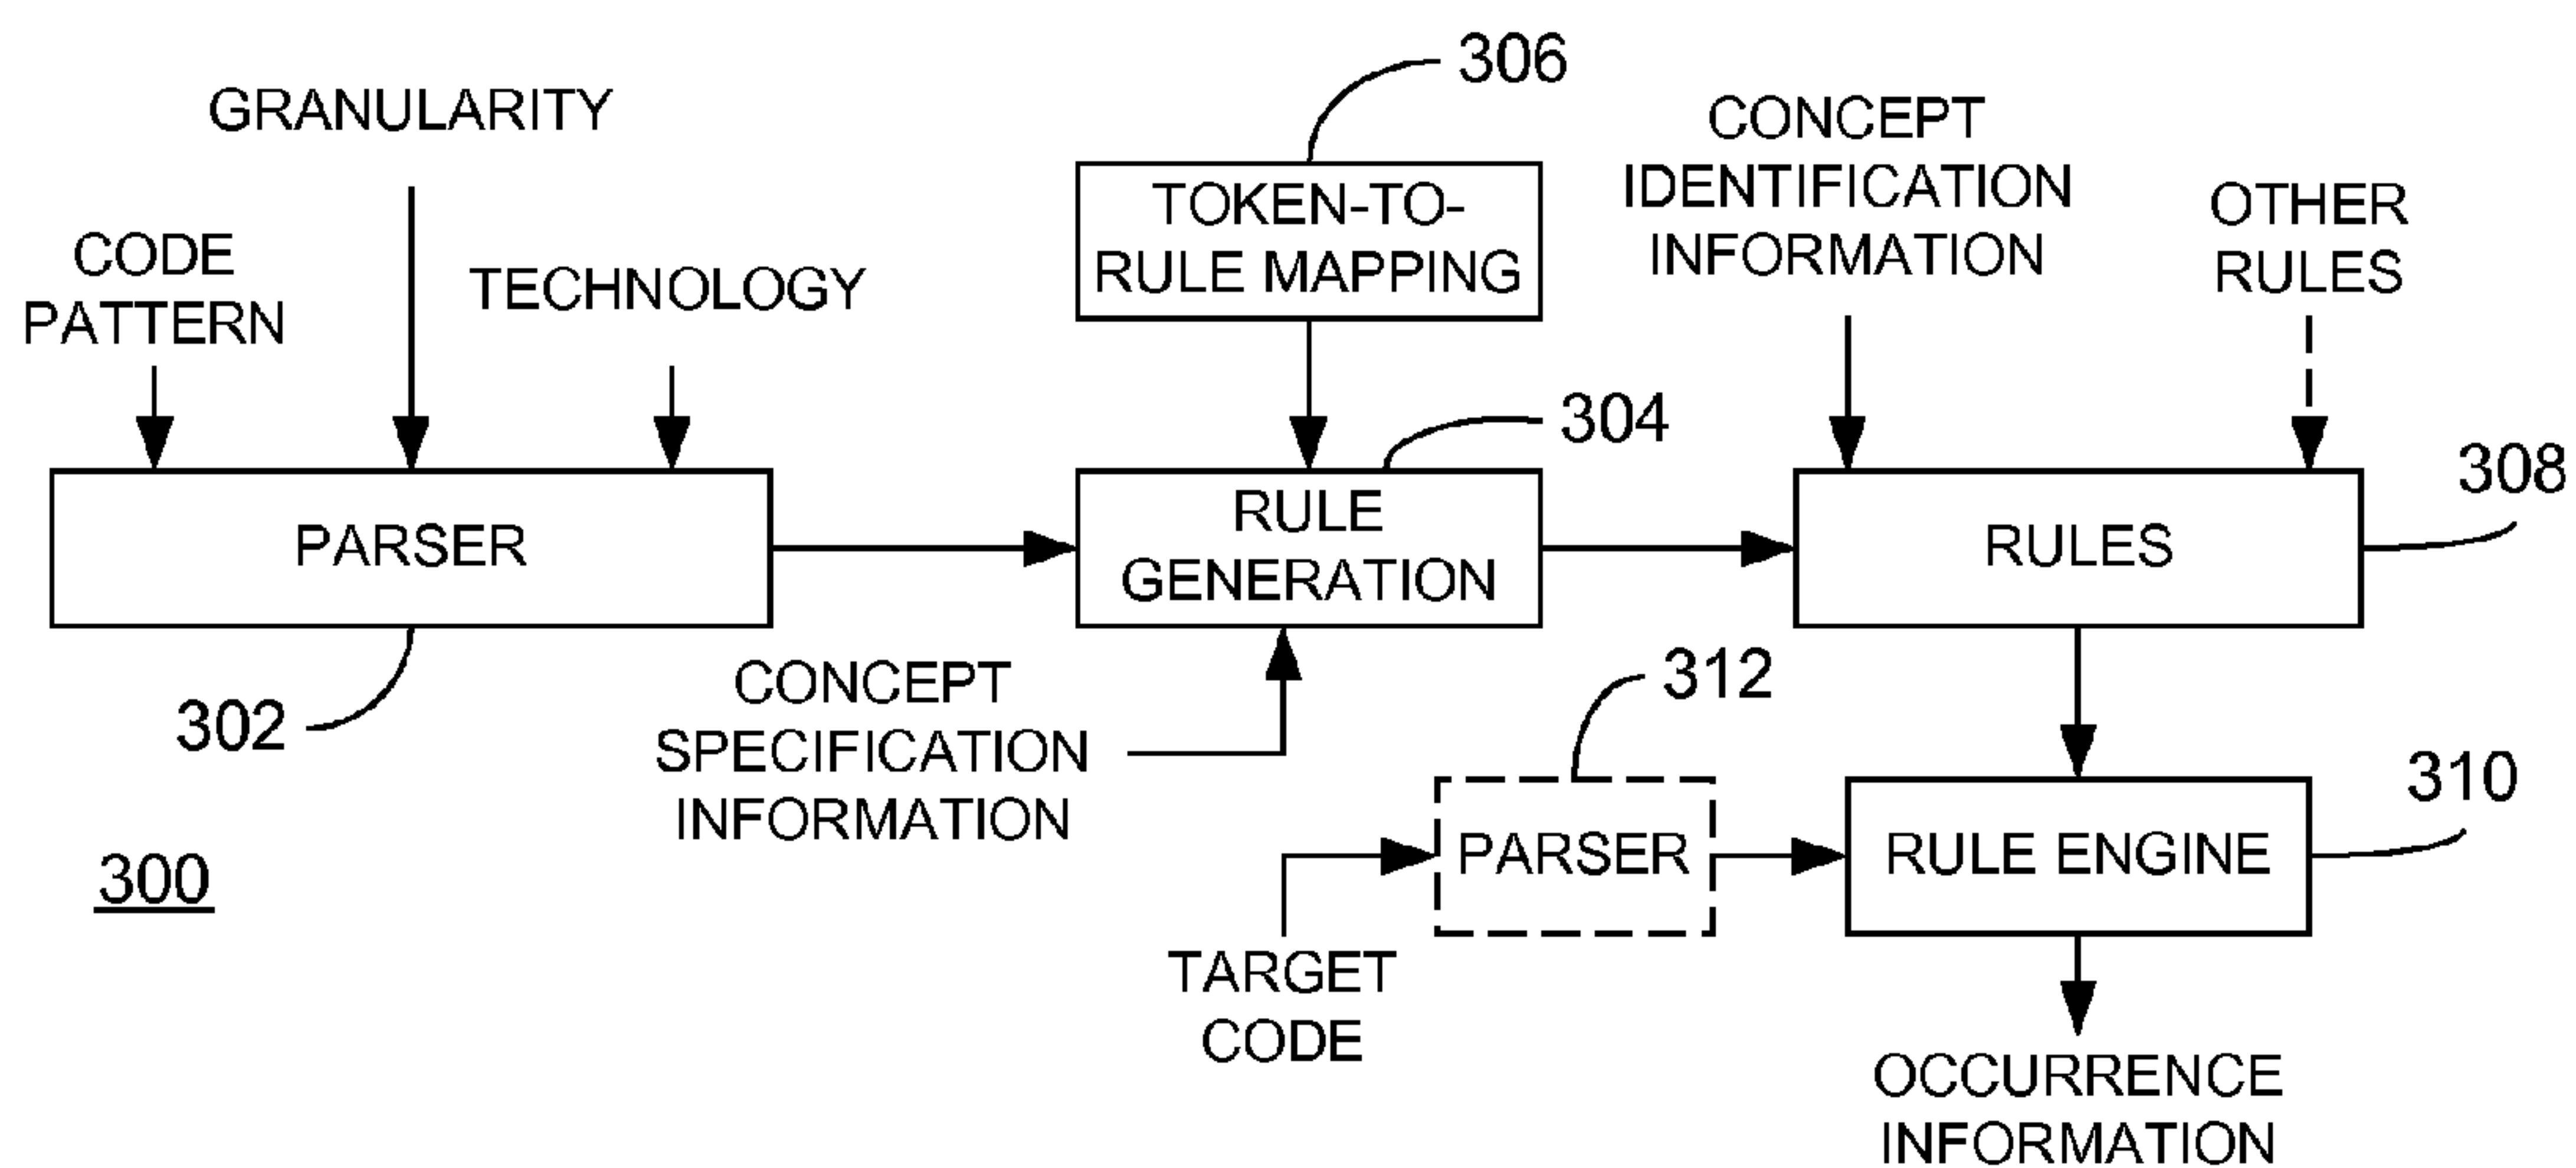 306
GRANULARITY
CONCEPT
IDENTIFICATION
INFORMATION
TOKEN-TO-
RULE MAPPING
OTHER
RULES
CODE
PATTERN
TECHNOLOGY
304
308
PARSER
RULE
GENERATION
RULES
302
CONCEPT
SPECIFICATION
INFORMATION
312
310
PARSER
RULE ENGINE
300
TARGET
CODE
OCCURRENCE
INFORMATION